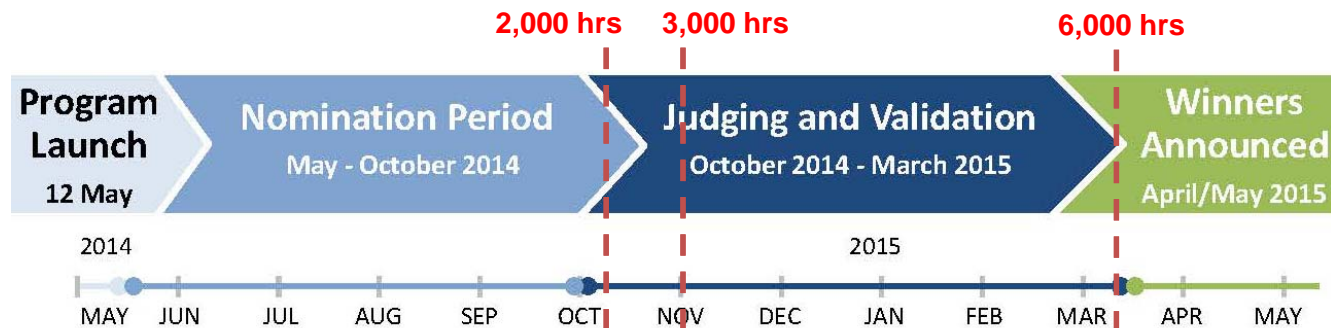 2,000 hrs 3,000 hrs 6,000 hrs
Program
Launch
12 May
Nomination Period
May - October 2014
Judging and Validation
October 2014 - March 2015
Winners
Announced
April/May 2015
2014 2015
MAY JUN JUL AUG SEP OCT NOV DEC JAN FEB MAR APR MAY